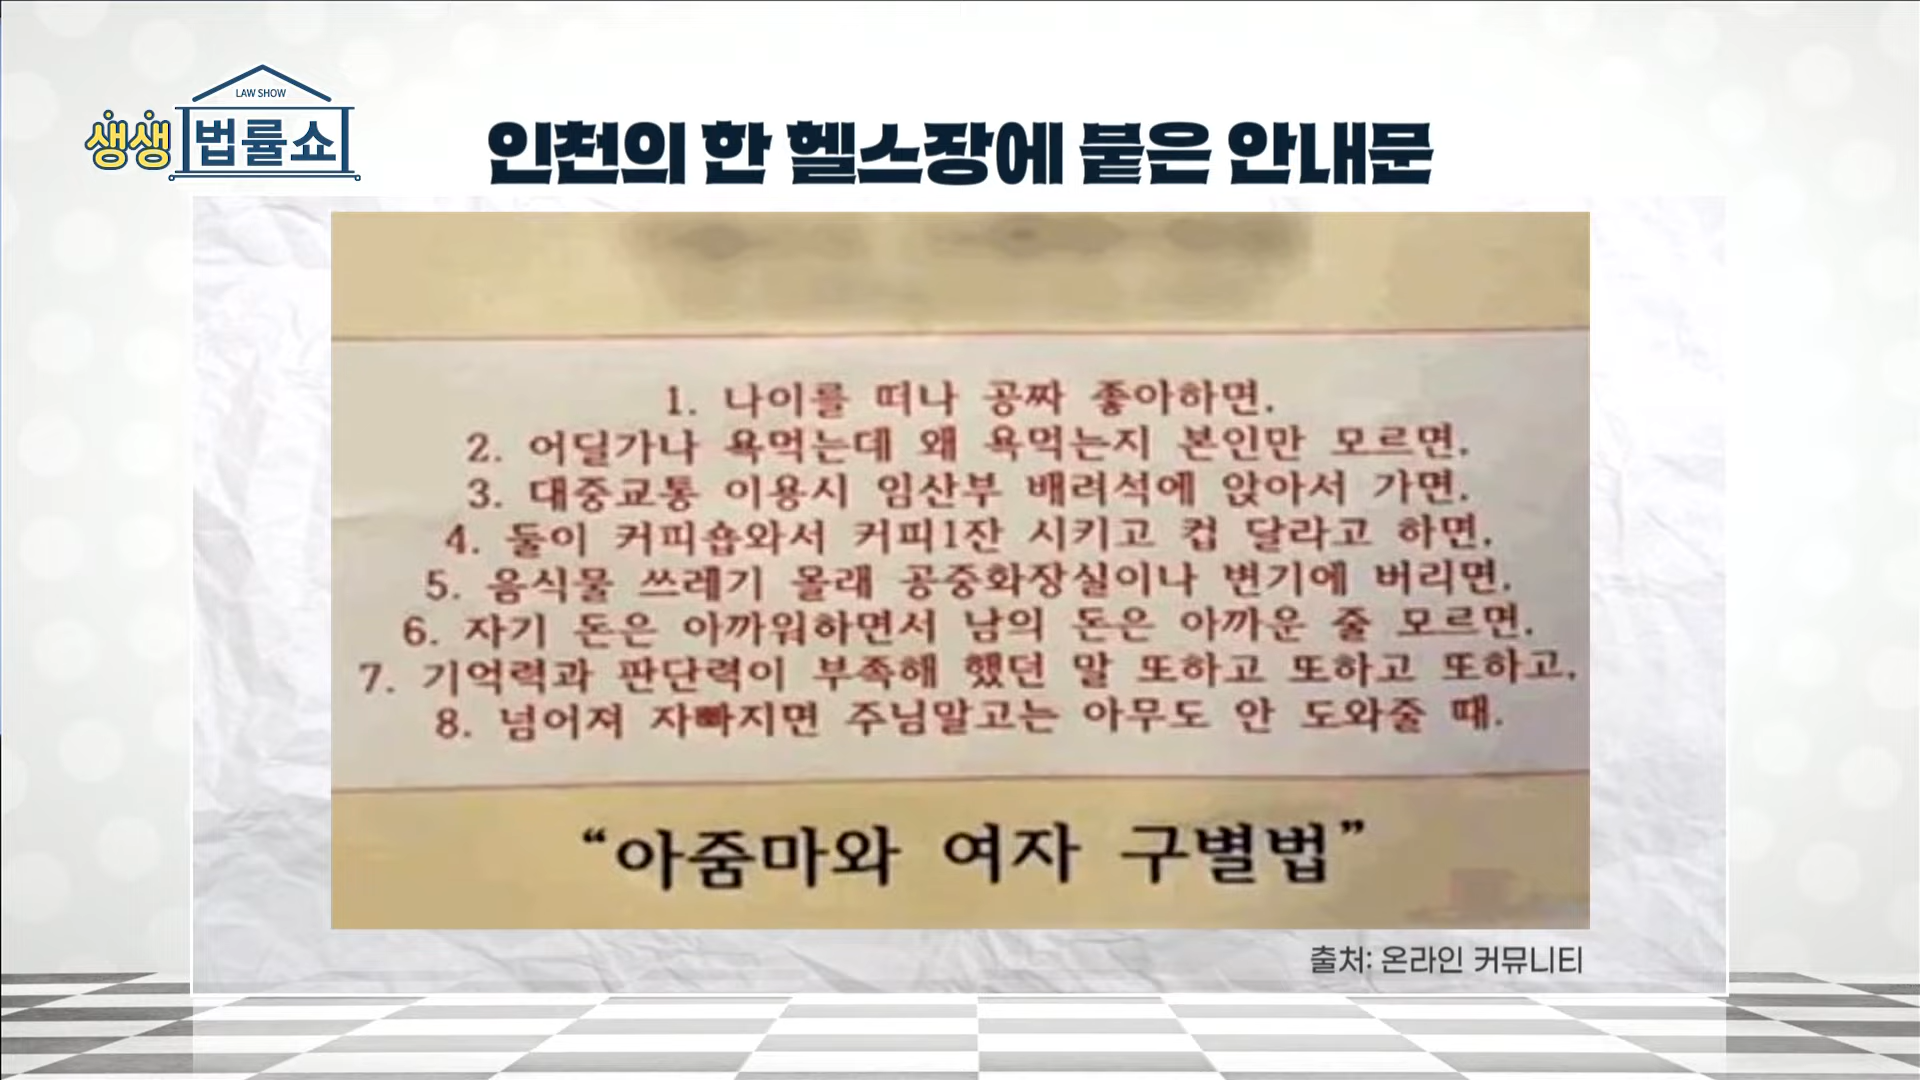 LAW SHOW
생생 법률쇼
인천의 한 헬스장에 붙은 안내문
1. 나이를 떠나 공짜 좋아하면.
2. 어딜가나 욕먹는데 왜 욕먹는지 본인만 모르면.
3. 대중교통 이용시 임산부 배려석에 앉아서 가면.
4. 둘이 커피숍와서 커피1잔 시키고 컵 달라고 하면.
5. 음식물 쓰레기 몰래 공중화장실이나 변기에 버리면.
6. 자기 돈은 아까워하면서 남의 돈은 아까운 줄 모르면.
7. 기억력과 판단력이 부족해 했던 말 또하고 또하고 또하고.
8. 넘어져 자빠지면 주님말고는 아무도 안 도와줄 때.
“아줌마와 여자 구별법”
출처: 온라인 커뮤니티